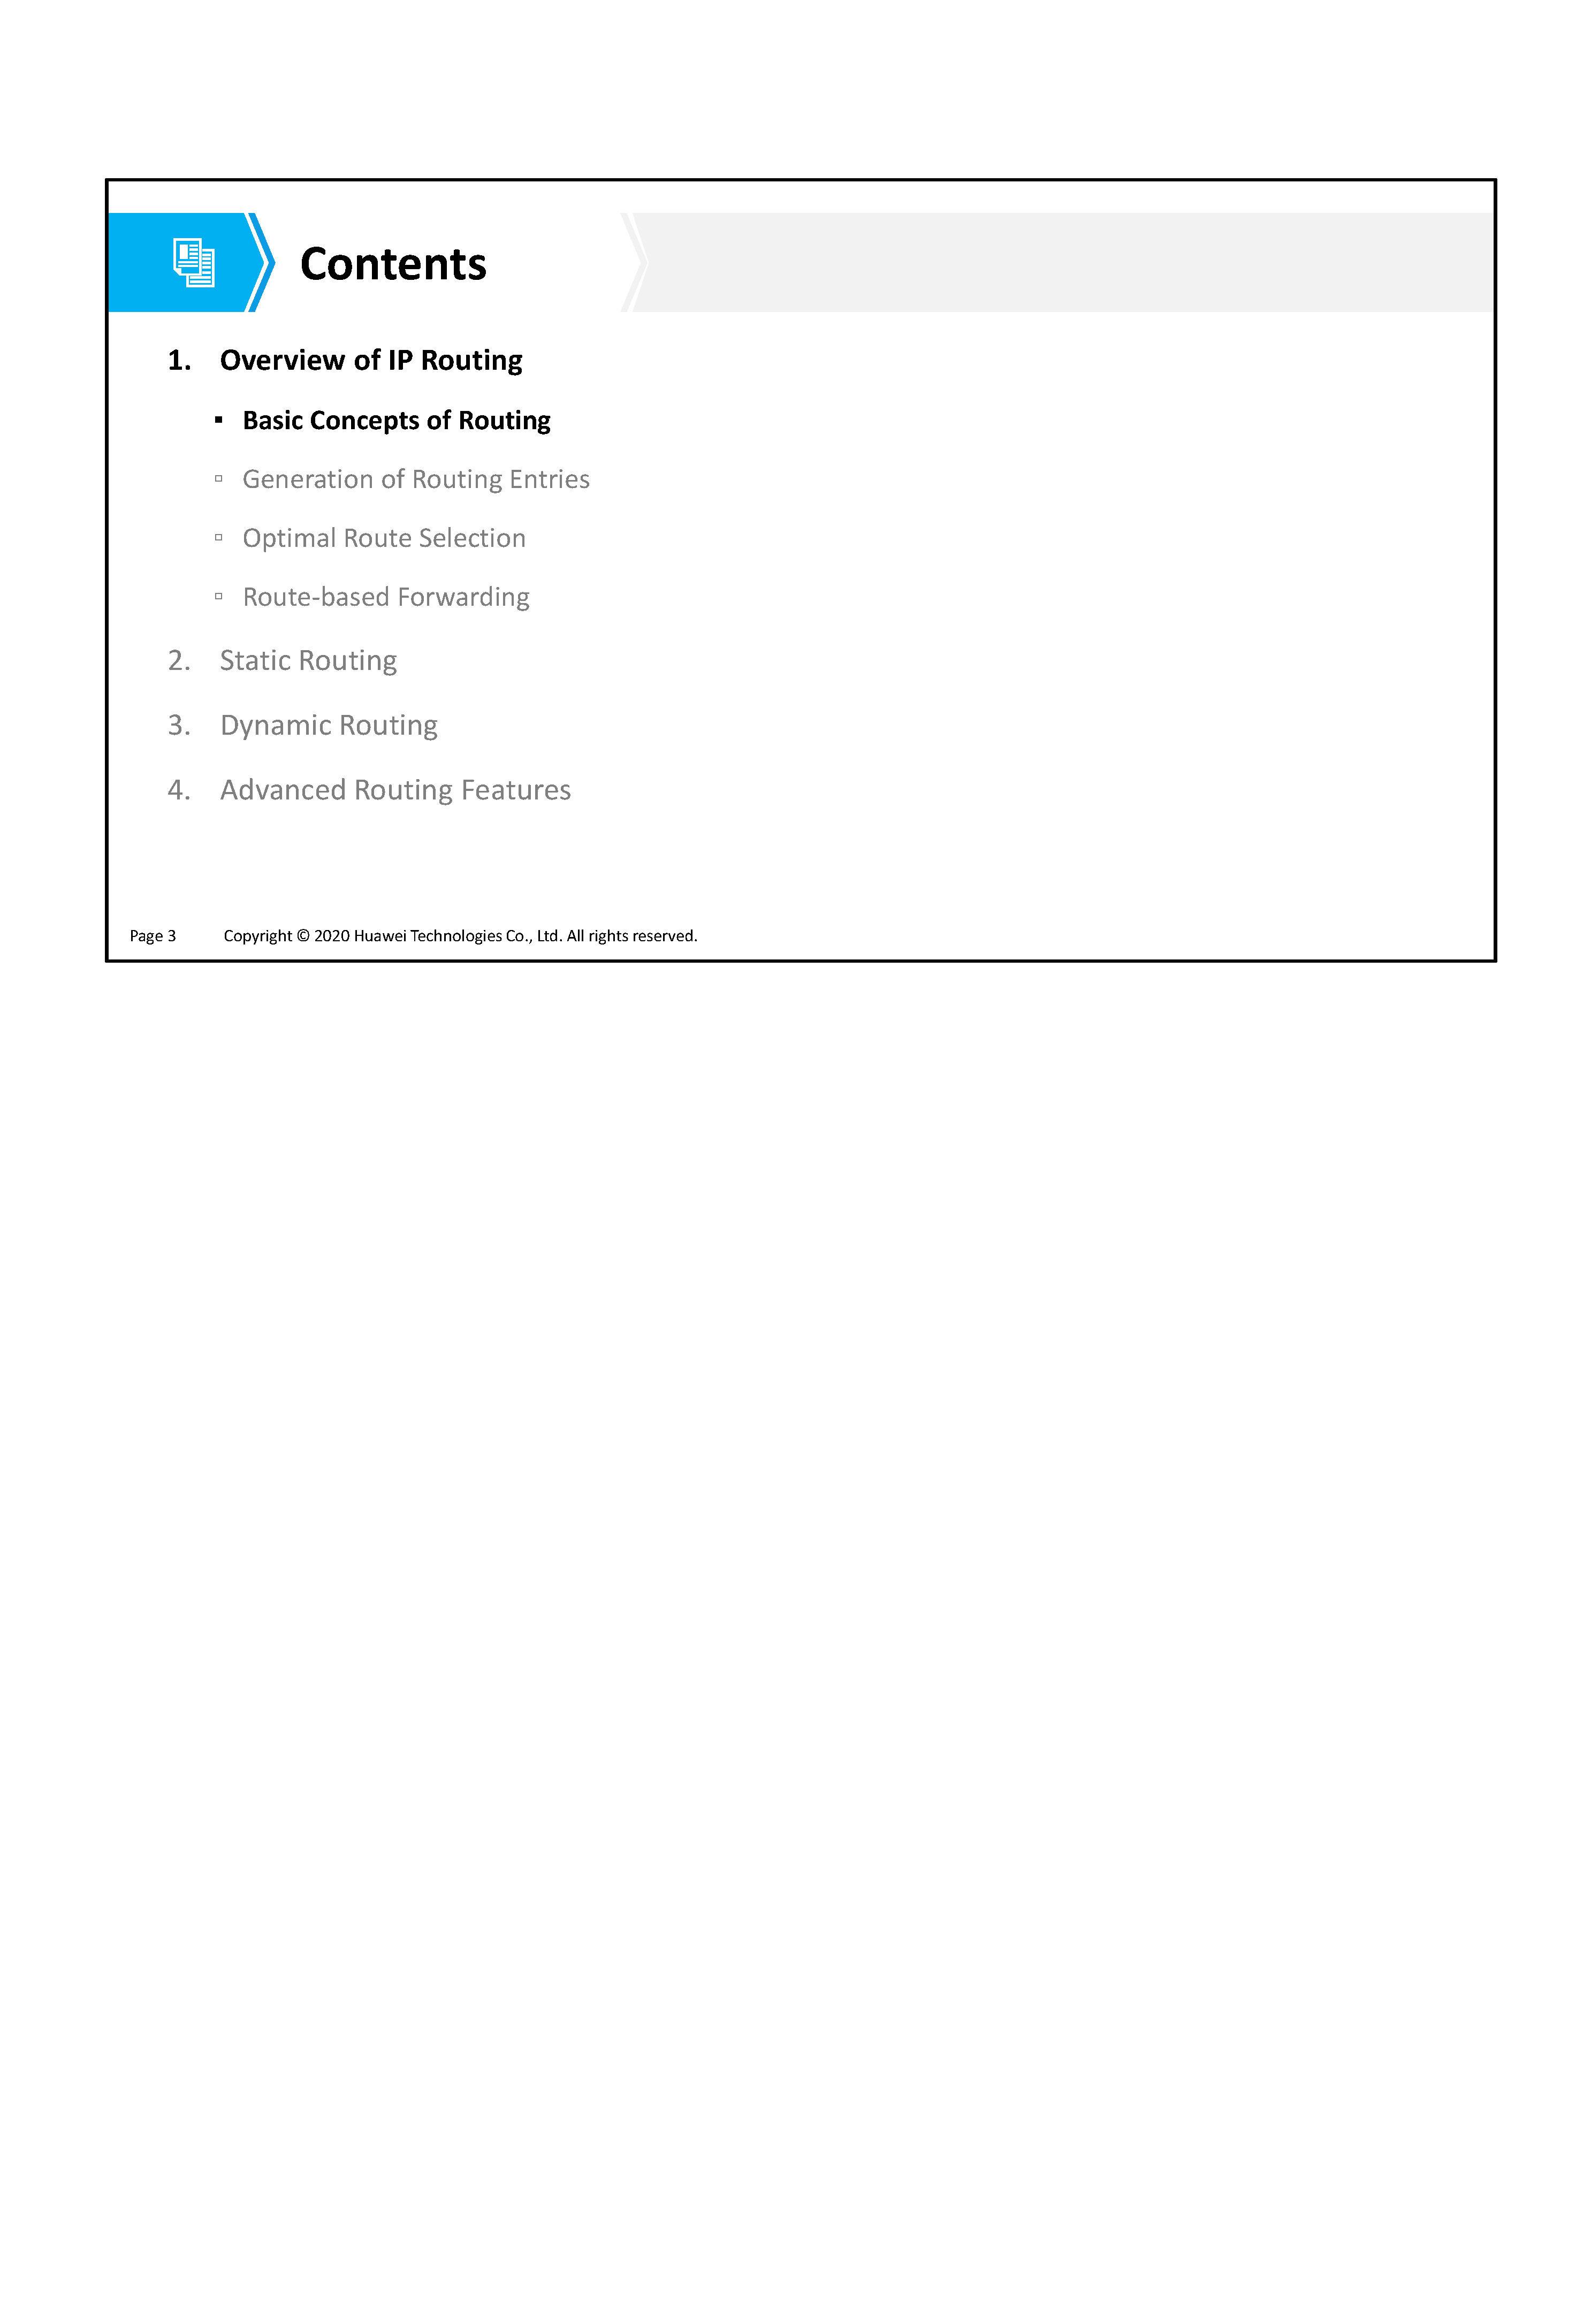 Contents
1. Overview of IP Routing
▪ Basic Concepts of Routing
▫ Generation of Routing Entries
▫ Optimal Route Selection
▫ Route-based Forwarding
2. Static Routing
3. Dynamic Routing
4. Advanced Routing Features
Page 3 Copyright © 2020 Huawei Technologies Co., Ltd. All rights reserved.